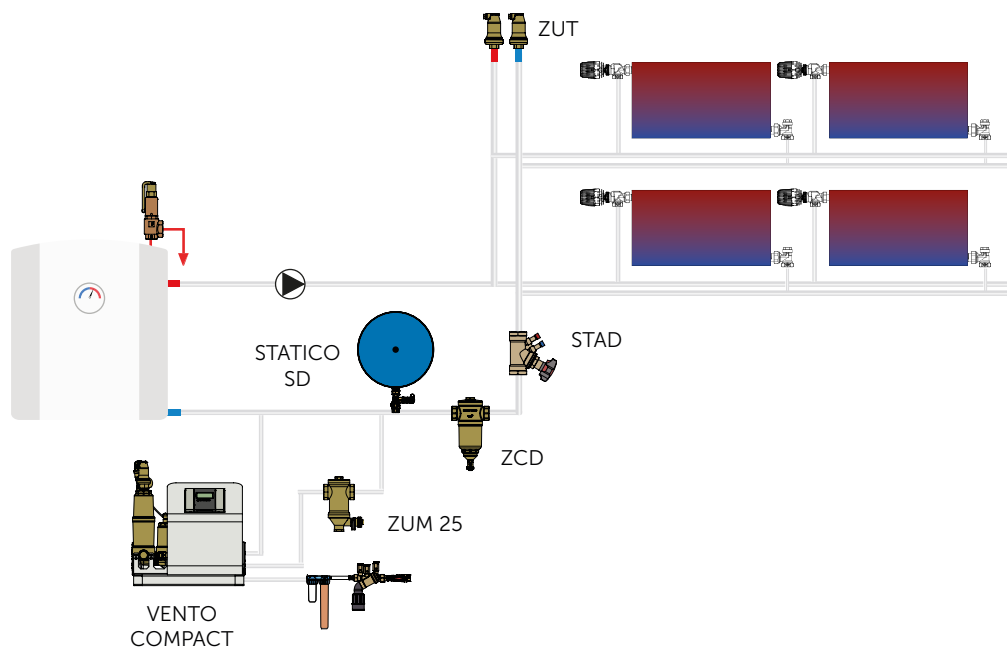 ZUT
STAD
STATICO
SD
ZCD
ZUM 25
VENTO
COMPACT